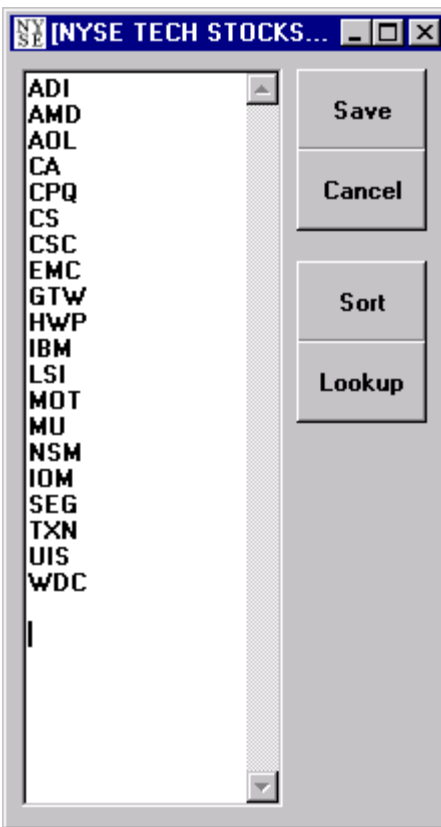 NYSE [NYSE TECH STOCKS...
ADI
AMD
AOL
CA
CPQ
CS
CSC
EMC
GTW
HWP
IBM
LSI
MOT
MU
NSM
IOM
SEG
TXN
UIS
WDC
Save
Cancel
Sort
Lookup